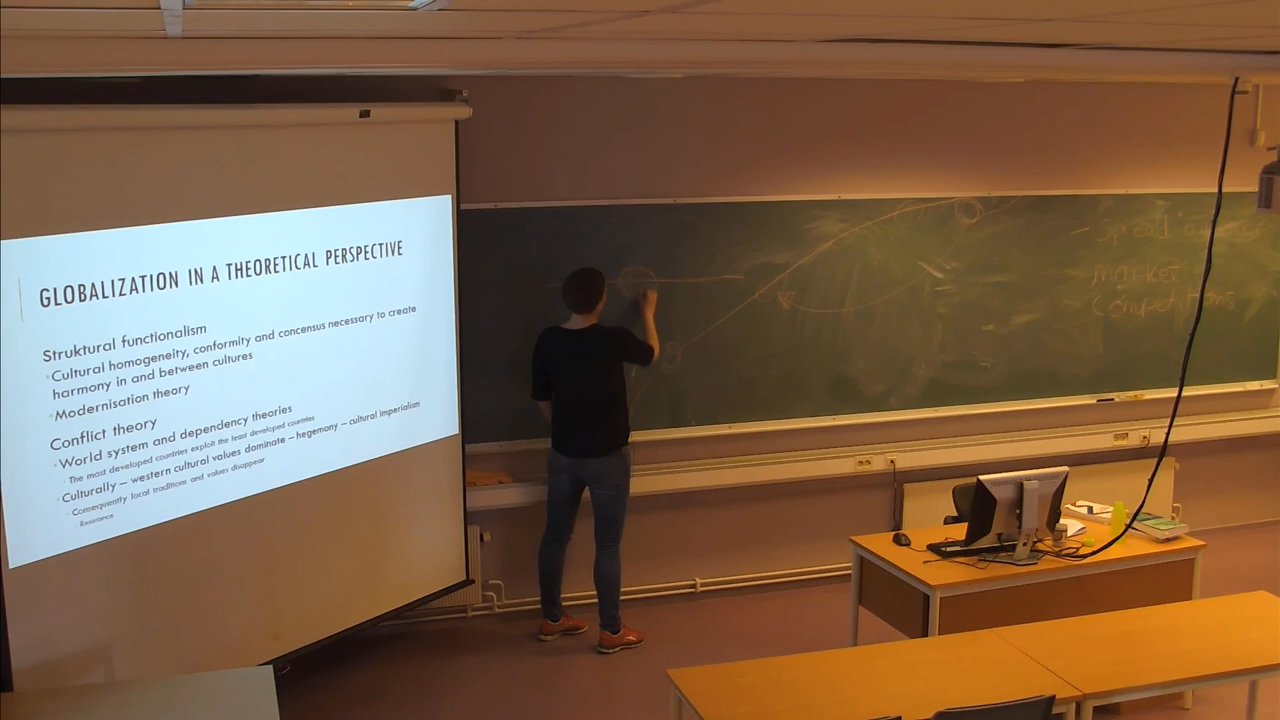 GLOBALIZATION IN A THEORETICAL PERSPECTIVE
Struktural functionalism
Cultural homogeneity, conformity and concensus necessary to create
harmony in and between cultures
Modernisation theory
Conflict theory
World system and dependency theories
The most developed countries exploit the least developed countries
Culturally – western cultural values dominate – hegemony – cultural imperialism
Consequently local traditions and values disappear
Resistance
- Spread
- market
- Competitions